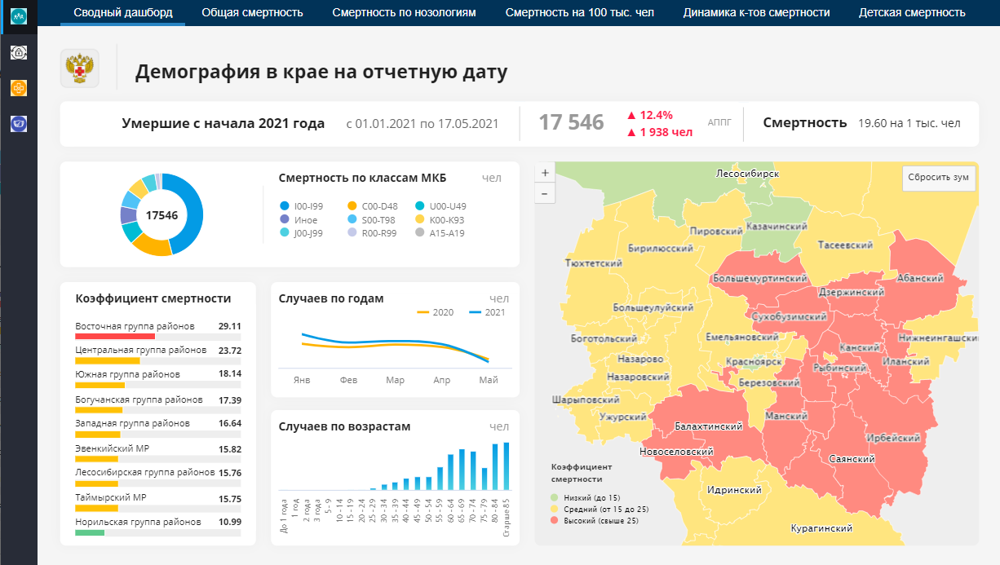 Сводный дашборд
Общая смертность
Смертность по нозологиям
Смертность на 100 тыс. чел
Динамика к-тов смертности
Детская смертность
Демография в крае на отчетную дату
Умершие с начала 2021 года
с 01.01.2021 по 17.05.2021
17 546
▲ 12.4%
▲ 1 938 чел
АППГ
Смертность
19.60 на 1 тыс. чел
17546
Смертность по классам МКБ
чел
I00-I99
C00-D48
U00-U49
Иное
S00-T98
K00-K93
J00-J99
R00-R99
A15-A19
Коэффициент смертности
Восточная группа районов 29.11
Центральная группа районов 23.72
Южная группа районов 18.14
Богучанская группа районов 17.39
Западная группа районов 16.64
Эвенкийский МР 15.82
Лесосибирская группа районов 15.76
Таймырский МР 15.75
Норильская группа районов 10.99
Случаев по годам
чел
2020
2021
Янв
Фев
Мар
Апр
Май
Случаев по возрастам
чел
До 1 года
1 год
2 года
3 года
5 - 9
10 - 14
15 - 19
20 - 24
25 - 29
30 - 34
35 - 39
40 - 44
45 - 49
50 - 54
55 - 59
60 - 64
65 - 69
70 - 74
75 - 79
80 - 84
Старше 85
+
−
Сбросить зум
Лесосибирск
Казачинский
Пировский
Тасеевский
Бирилюсский
Тюхтетский
Большемуртинский
Абанский
Дзержинский
Большеулуйский
Сухобузимский
Боготольский
Емельяновский
Нижнеингашский
Канский
Назарово
Красноярск
Рыбинский
Иланский
Назаровский
Березовский
Шарыповский
Ужурский
Манский
Балахтинский
Ирбейский
Новоселовский
Саянский
Идринский
Курагинский
Коэффициент
смертности
Низкий (до 15)
Средний (от 15 до 25)
Высокий (свыше 25)